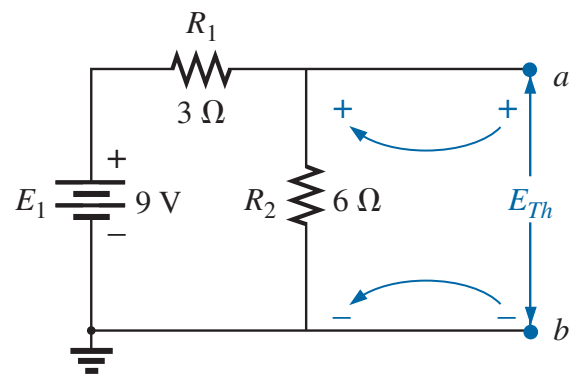 R1
3 Ω
a
+
+
+
E1
9 V
R2
6 Ω
ETh
−
−
−
b